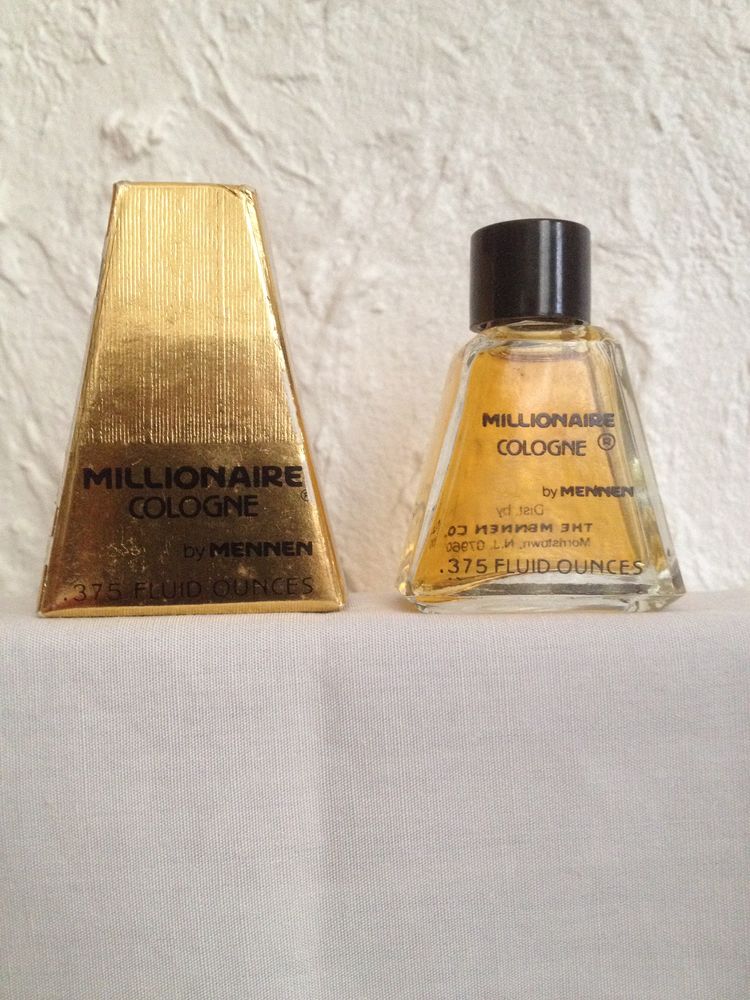 MILLIONAIRE
COLOGNE ®
by MENNEN
.375 FLUID OUNCES
MILLIONAIRE
COLOGNE ®
by MENNEN
Dist. by
THE MENNEN CO.
Morristown, N.J. 07960
.375 FLUID OUNCES